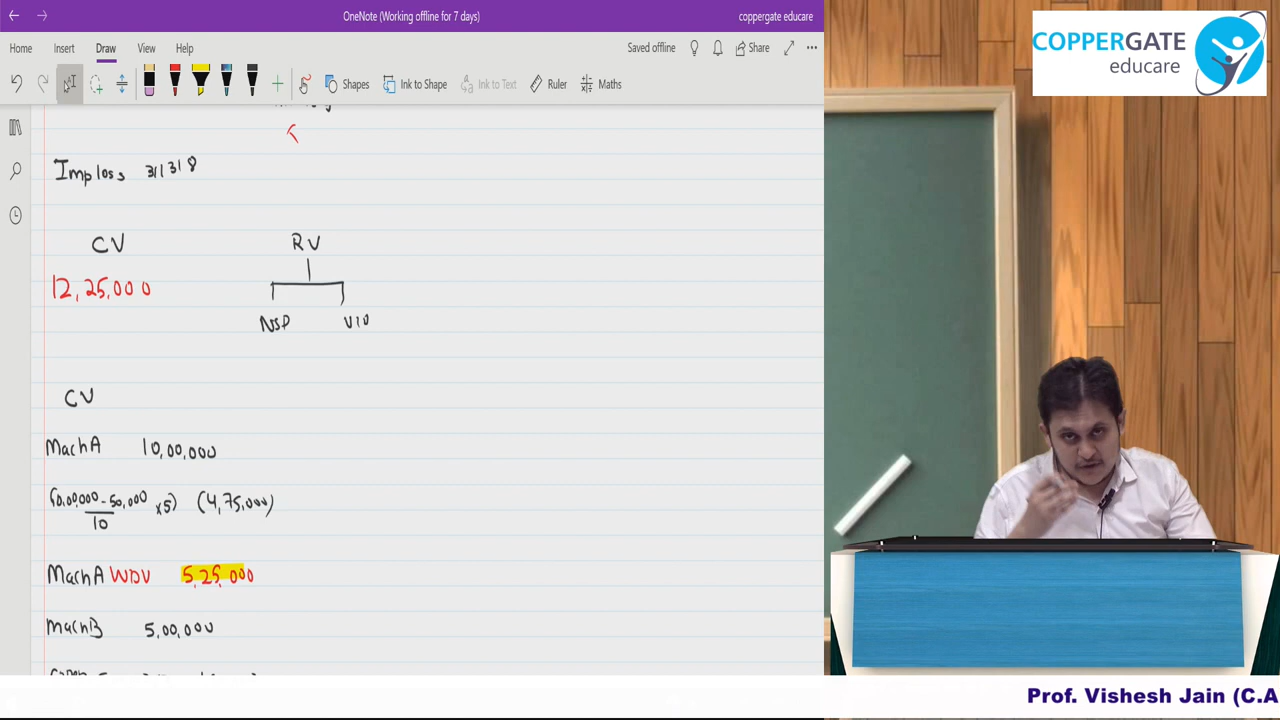 OneNote (Working offline for 7 days)
coppergate educare
Home Insert Draw View Help
Saved offline
Share
Shapes Ink to Shape Ink to Text Ruler Maths
COPPERGATE
educare
Imploss 31|3|8
CV RV
12,25,000
NSP VIU
CV
MachA 10,00,000
(10,00,000 - 50,000 x5) (4,75,000)
10
MachA WDV 5,25,000
MachB 5,00,000
Prof. Vishesh Jain (C.A